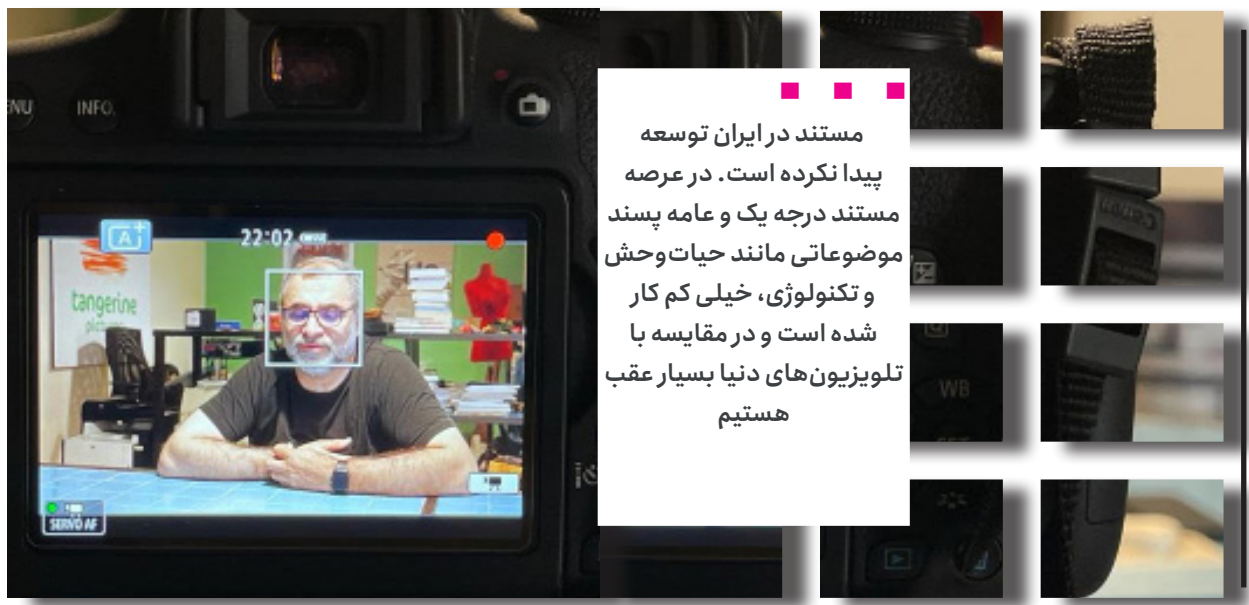 INFO.
22:02
A+
tangerine
SERVO AF
مستند در ایران توسعه
پیدا نکرده است. در عرصه
مستند درجه یک و عامه پسند
موضوعاتی مانند حیات‌وحش
و تکنولوژی، خیلی کم کار
شده است و در مقایسه با
تلویزیون‌های دنیا بسیار عقب
هستیم
Canon
WB